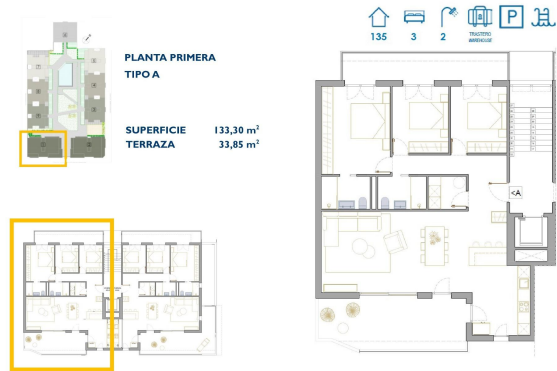 PLANTA PRIMERA
TIPO A
SUPERFICIE 133,30 m²
TERRAZA 33,85 m²
135
3
2
TRASTERO
WAREHOUSE
P
<A